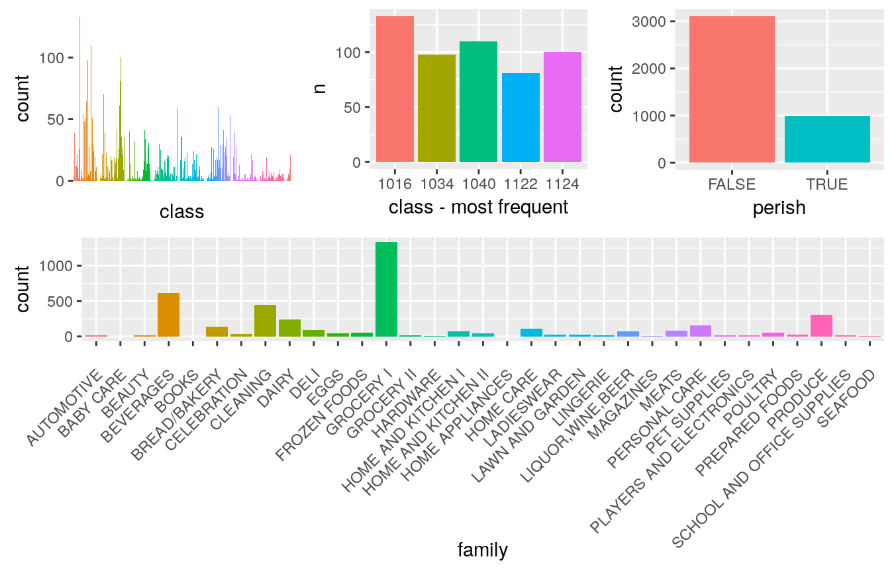 count
100
50
0
class
n
100
50
0
1016 1034 1040 1122 1124
class - most frequent
count
3000
2000
1000
0
FALSE TRUE
perish
count
1000
500
0
AUTOMOTIVE
BABY CARE
BEAUTY
BEVERAGES
BOOKS
BREAD/BAKERY
CELEBRATION
CLEANING
DAIRY
DELI
EGGS
FROZEN FOODS
GROCERY I
GROCERY II
HARDWARE
HOME AND KITCHEN I
HOME AND KITCHEN II
HOME APPLIANCES
HOME CARE
LADIESWEAR
LAWN AND GARDEN
LINGERIE
LIQUOR,WINE,BEER
MAGAZINES
MEATS
PERSONAL CARE
PET SUPPLIES
PLAYERS AND ELECTRONICS
POULTRY
PREPARED FOODS
PRODUCE
SCHOOL AND OFFICE SUPPLIES
SEAFOOD
family